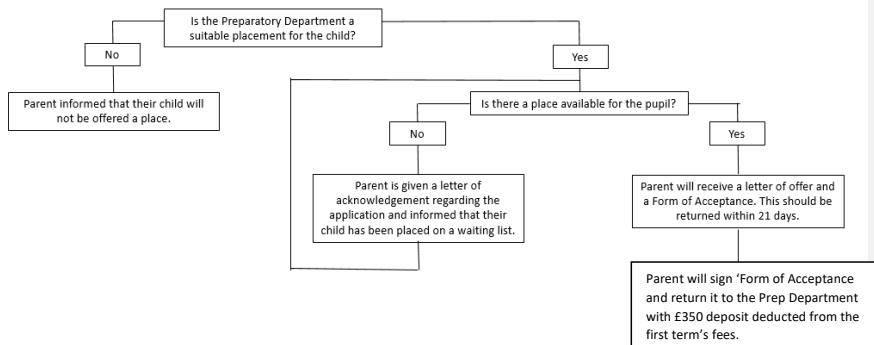 Is the Preparatory Department a
suitable placement for the child?
No
Yes
Parent informed that their child will
not be offered a place.
Is there a place available for the pupil?
No
Yes
Parent is given a letter of
acknowledgement regarding the
application and informed that their
child has been placed on a waiting list.
Parent will receive a letter of offer and
a Form of Acceptance. This should be
returned within 21 days.
Parent will sign ‘Form of Acceptance
and return it to the Prep Department
with £350 deposit deducted from the
first term’s fees.